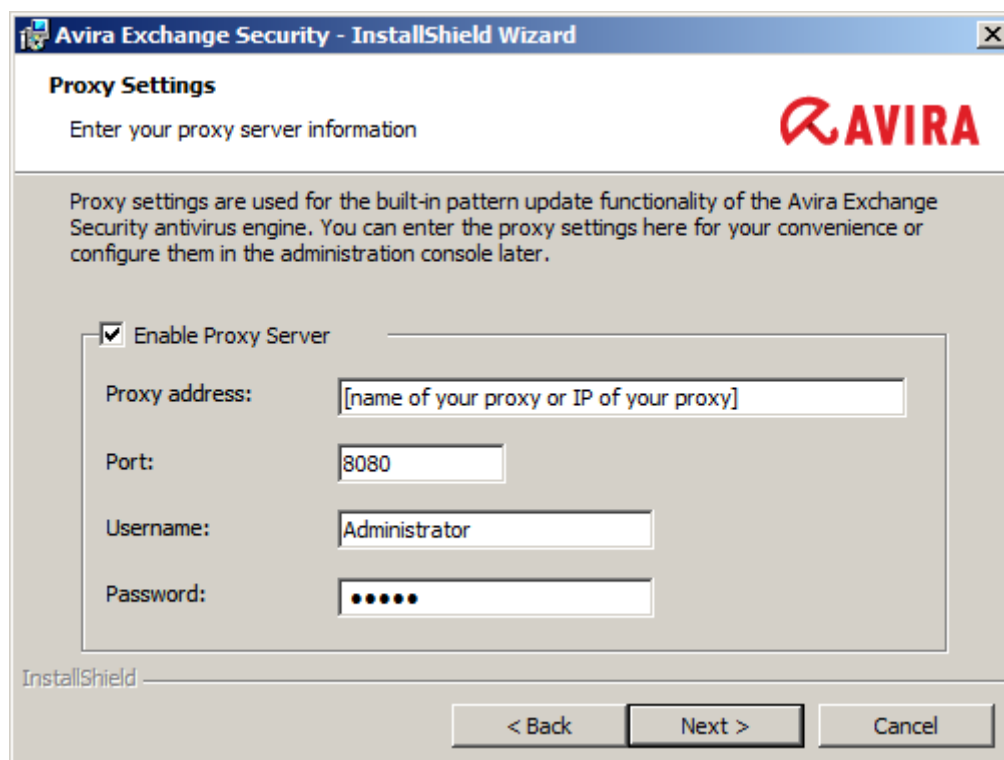 Avira Exchange Security - InstallShield Wizard
Proxy Settings
Enter your proxy server information
AVIRA
Proxy settings are used for the built-in pattern update functionality of the Avira Exchange
Security antivirus engine. You can enter the proxy settings here for your convenience or
configure them in the administration console later.
Enable Proxy Server
Proxy address: [name of your proxy or IP of your proxy]
Port: 8080
Username: Administrator
Password: •••••
InstallShield
< Back Next > Cancel